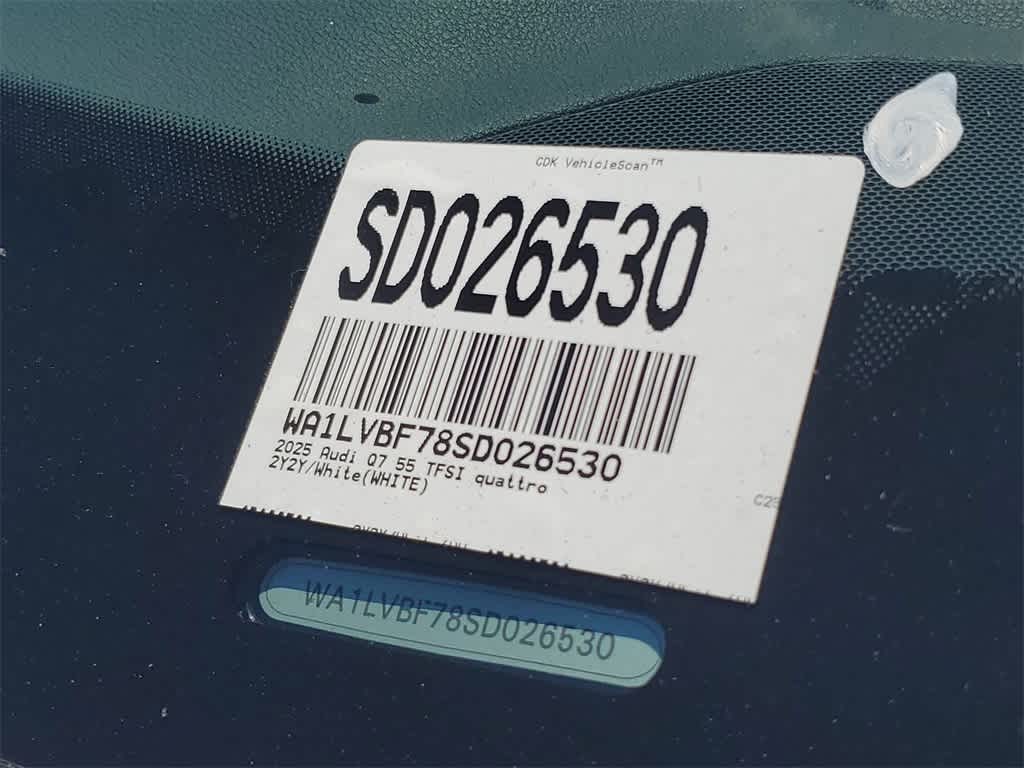 CDK VehicleScan™
SD026530
WA1LVBF78SD026530
2025 Audi Q7 55 TFSI quattro
2Y2Y/White(WHITE)
WA1LVBF78SD026530